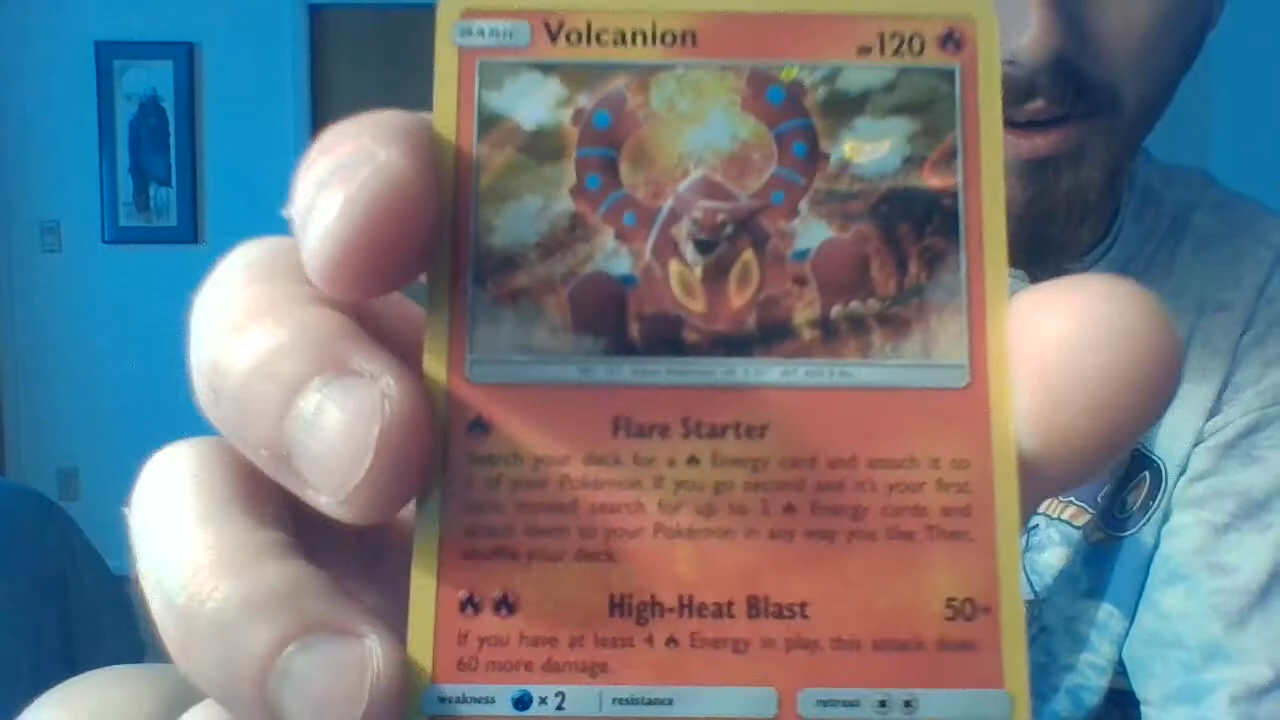 BASIC Volcanion HP120
Flare Starter
Search your deck for a Energy card and attach it to
1 of your Pokémon. If you go second and it's your first
turn, instead search for up to 3 Energy cards and
attach them to your Pokémon in any way you like. Then,
shuffle your deck.
High-Heat Blast 50+
If you have at least 4 Energy in play, this attack does
60 more damage.
weakness ×2 resistance retreat